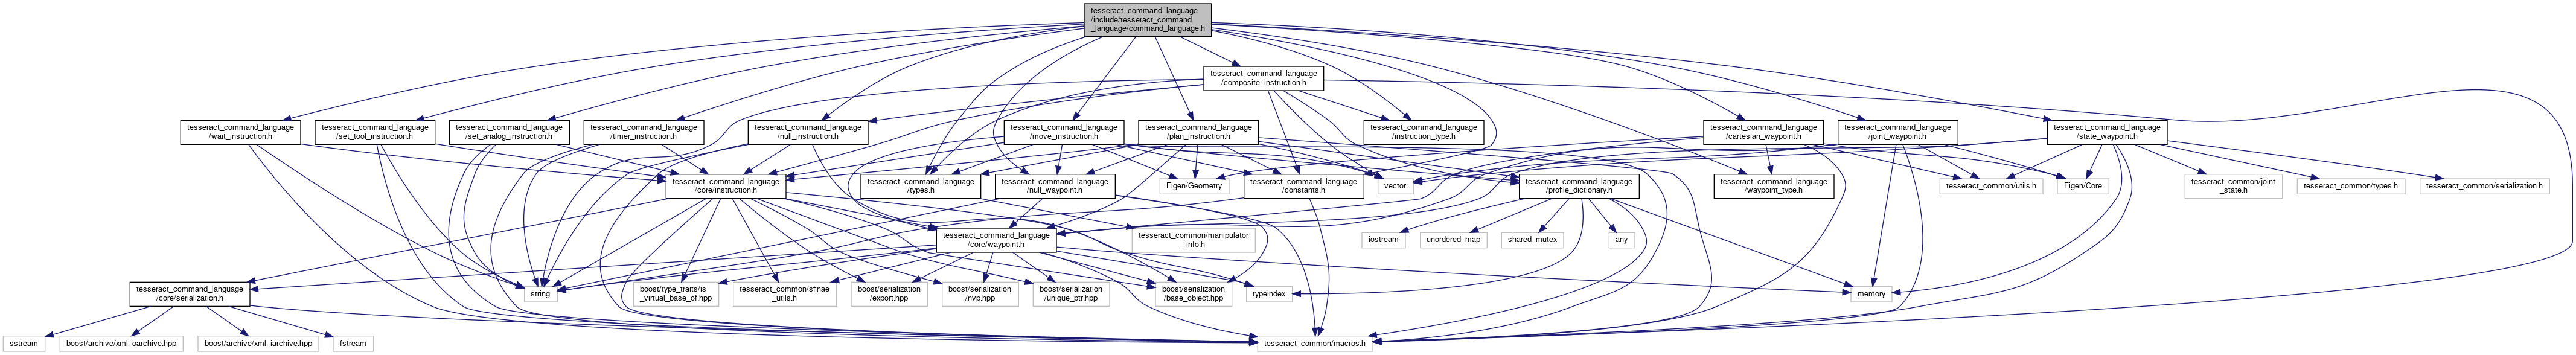 tesseract_command_language
/include/tesseract_command
_language/command_language.h
tesseract_command_language
/composite_instruction.h
tesseract_command_language
/wait_instruction.h
tesseract_command_language
/set_tool_instruction.h
tesseract_command_language
/set_analog_instruction.h
tesseract_command_language
/timer_instruction.h
tesseract_command_language
/null_instruction.h
tesseract_command_language
/move_instruction.h
tesseract_command_language
/plan_instruction.h
tesseract_command_language
/instruction_type.h
tesseract_command_language
/cartesian_waypoint.h
tesseract_command_language
/joint_waypoint.h
tesseract_command_language
/state_waypoint.h
tesseract_command_language
/core/instruction.h
tesseract_command_language
/types.h
tesseract_command_language
/null_waypoint.h
Eigen/Geometry
tesseract_command_language
/constants.h
vector
tesseract_command_language
/profile_dictionary.h
tesseract_command_language
/waypoint_type.h
tesseract_common/utils.h
Eigen/Core
tesseract_common/joint
_state.h
tesseract_common/types.h
tesseract_common/serialization.h
tesseract_command_language
/core/waypoint.h
tesseract_common/manipulator
_info.h
iostream
unordered_map
shared_mutex
any
tesseract_command_language
/core/serialization.h
string
boost/type_traits/is
_virtual_base_of.hpp
tesseract_common/sfinae
_utils.h
boost/serialization
/export.hpp
boost/serialization
/nvp.hpp
boost/serialization
/unique_ptr.hpp
boost/serialization
/base_object.hpp
typeindex
memory
sstream
boost/archive/xml_oarchive.hpp
boost/archive/xml_iarchive.hpp
fstream
tesseract_common/macros.h